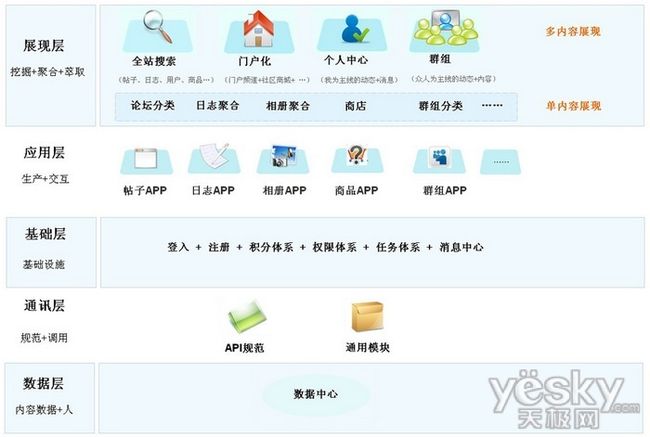 展现层
挖掘+聚合+萃取
全站搜索
(帖子、日志、用户、商品…)
门户化
(门户频道+社区商城+ …)
个人中心
(我为主线的动态+消息)
群组
(众人为主线的动态+内容)
多内容展现
论坛分类 日志聚合 相册聚合 商店 群组分类 ……
单内容展现
应用层
生产+交互
帖子APP 日志APP 相册APP 商品APP 群组APP ……
基础层
基础设施
登入 + 注册 + 积分体系 + 权限体系 + 任务体系 + 消息中心
通讯层
规范+调用
API规范 通用模块
数据层
内容数据+人
数据中心
yësky
天极网.com